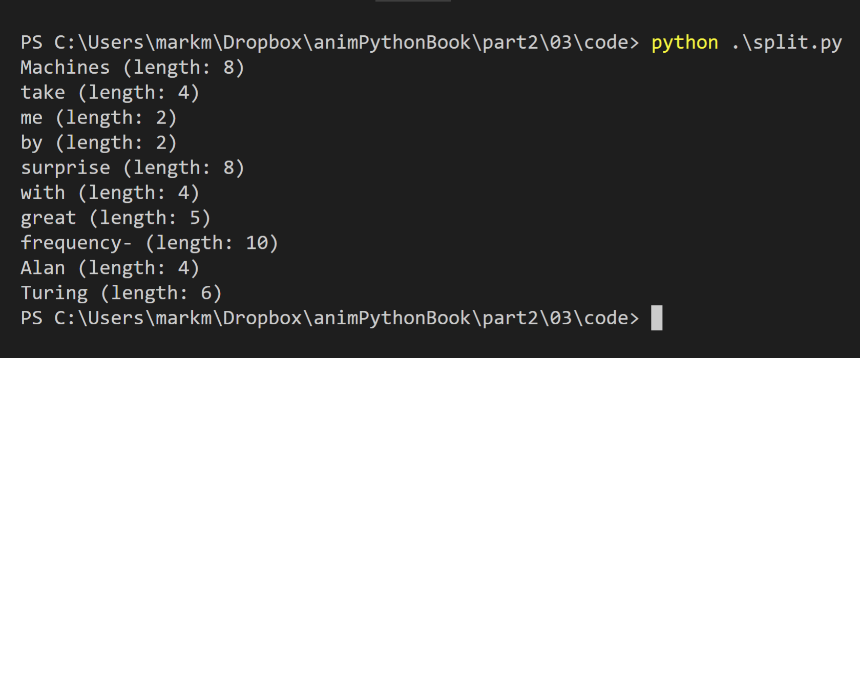 PS C:\Users\markm\Dropbox\animPythonBook\part2\03\code> python .\split.py
Machines (length: 8)
take (length: 4)
me (length: 2)
by (length: 2)
surprise (length: 8)
with (length: 4)
great (length: 5)
frequency- (length: 10)
Alan (length: 4)
Turing (length: 6)
PS C:\Users\markm\Dropbox\animPythonBook\part2\03\code>